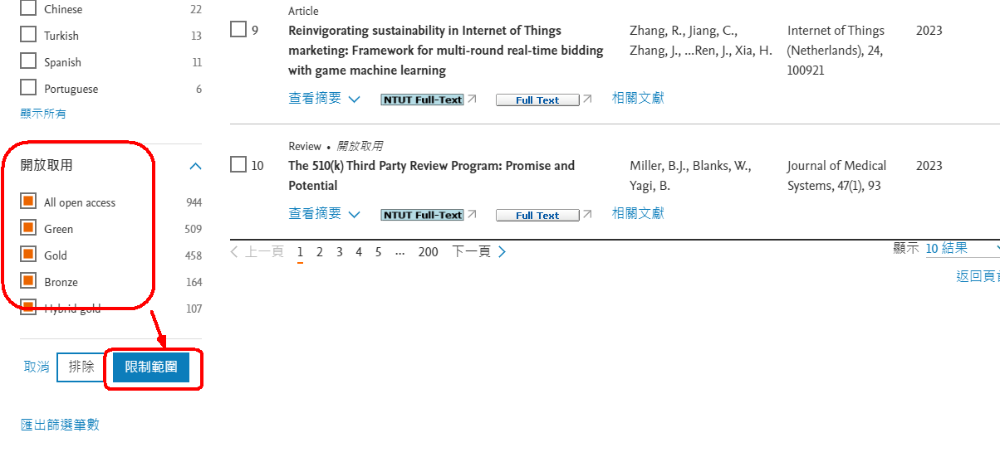 Chinese 22
Turkish 13
Spanish 11
Portuguese 6
顯示所有
開放取用
All open access 944
Green 509
Gold 458
Bronze 164
Hybrid gold 107
取消 排除 限制範圍
匯出篩選筆數
Article
9 Reinvigorating sustainability in Internet of Things Zhang, R., Jiang, C., Internet of Things 2023
marketing: Framework for multi-round real-time bidding Zhang, J., ...Ren, J., Xia, H. (Netherlands), 24,
with game machine learning 100921
查看摘要 NTUT Full-Text Full Text 相關文獻
Review • 開放取用
10 The 510(k) Third Party Review Program: Promise and Miller, B.J., Blanks, W., Journal of Medical 2023
Potential Yagi, B. Systems, 47(1), 93
查看摘要 NTUT Full-Text Full Text 相關文獻
上一頁 1 2 3 4 5 ... 200 下一頁 顯示 10 結果
返回頁首